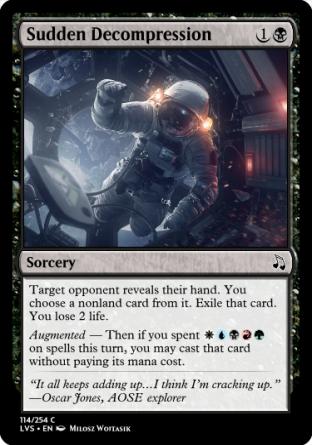 Sudden Decompression 1
Sorcery
Target opponent reveals their hand. You
choose a nonland card from it. Exile that card.
You lose 2 life.
Augmented — Then if you spent
on spells this turn, you may cast that card
without paying its mana cost.
“It all keeps adding up…I think I’m cracking up.”
—Oscar Jones, AOSE explorer
114/254 C
LVS • EN Milosz Wojtasik